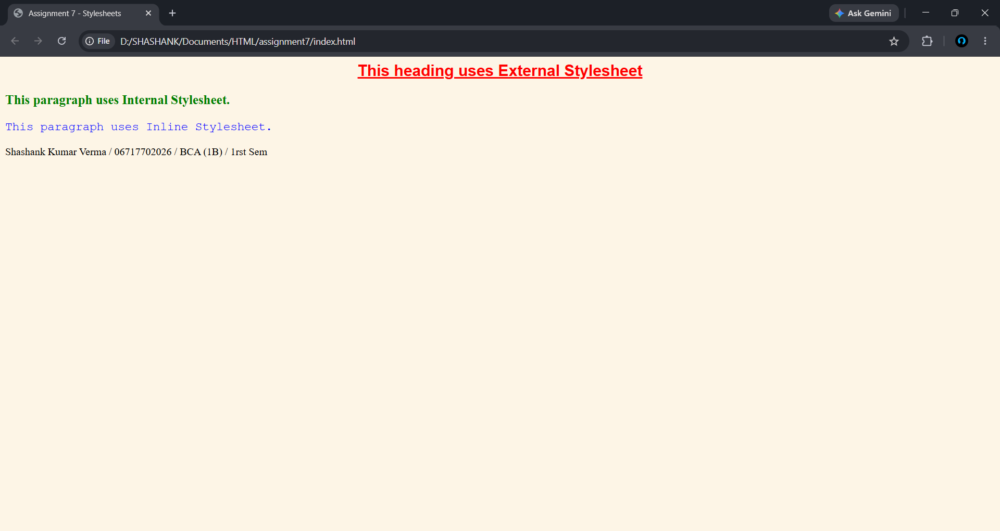 Assignment 7 - Stylesheets
Ask Gemini
File
D:/SHASHANK/Documents/HTML/assignment7/index.html
This heading uses External Stylesheet
This paragraph uses Internal Stylesheet.
This paragraph uses Inline Stylesheet.
Shashank Kumar Verma / 06717702026 / BCA (1B) / 1rst Sem